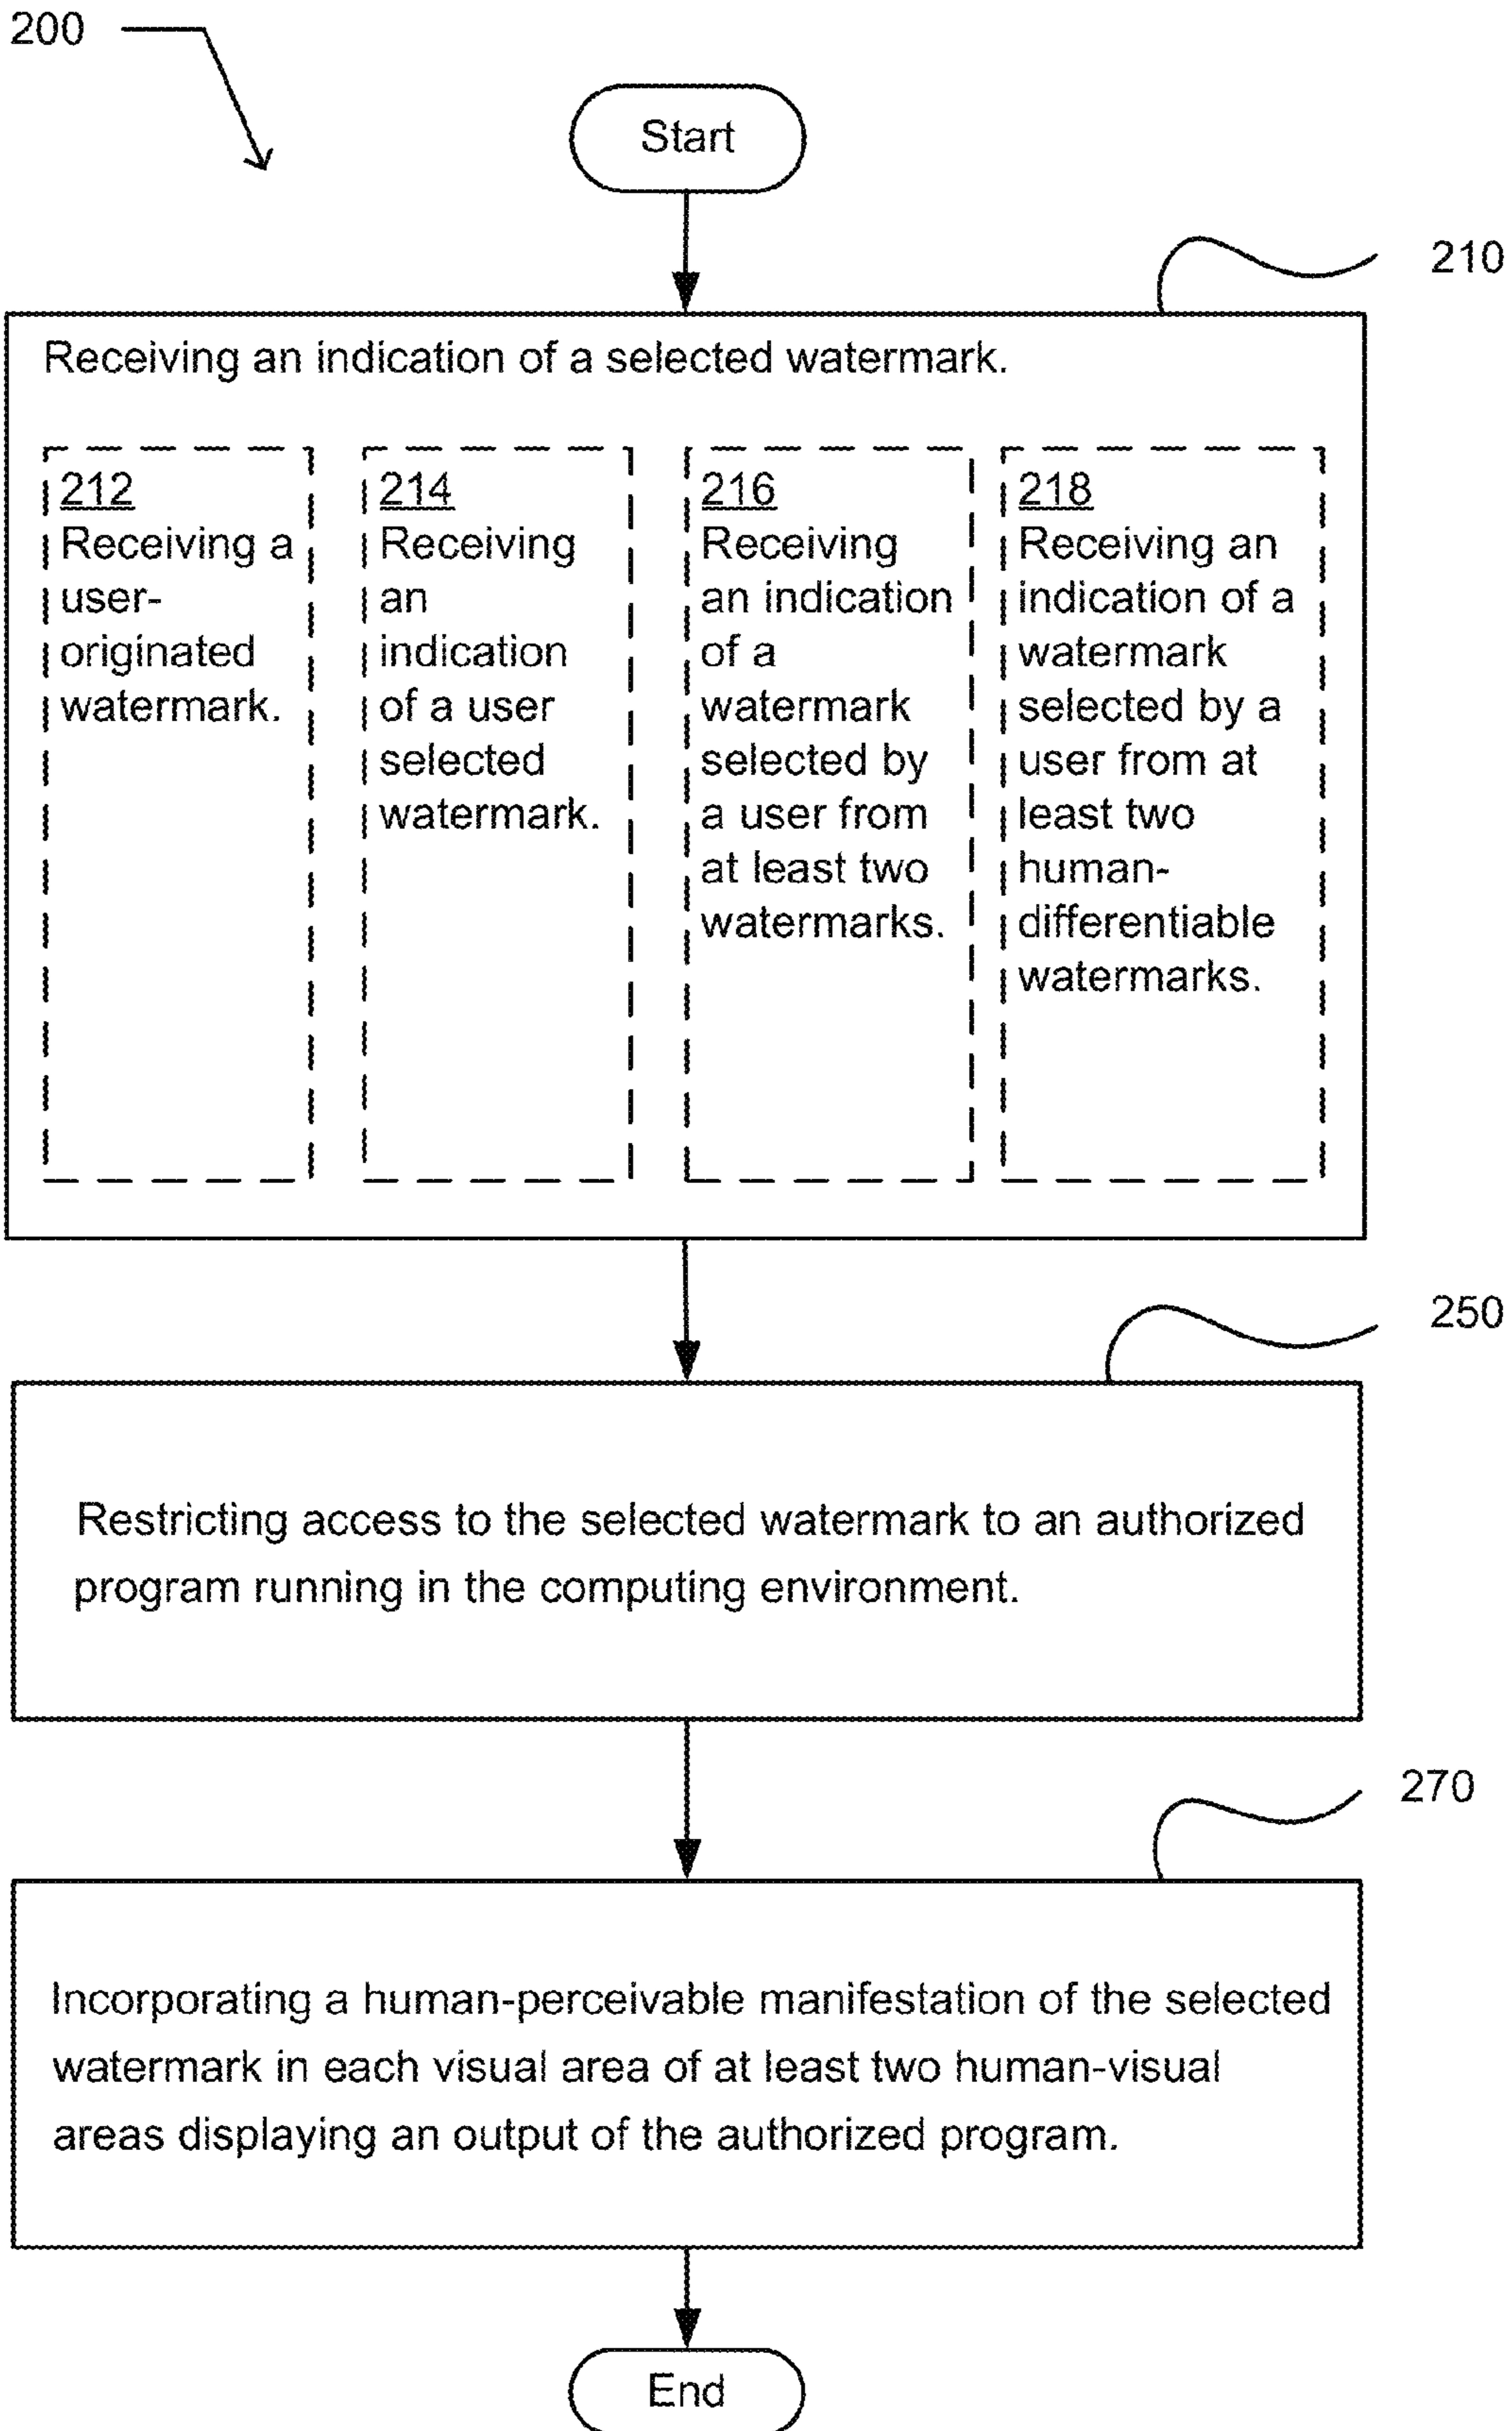 200
Start
210
Receiving an indication of a selected watermark.
212
Receiving a
user-
originated
watermark.
214
Receiving
an
indication
of a user
selected
watermark.
216
Receiving
an indication
of a
watermark
selected by
a user from
at least two
watermarks.
218
Receiving an
indication of a
watermark
selected by a
user from at
least two
human-
differentiable
watermarks.
250
Restricting access to the selected watermark to an authorized
program running in the computing environment.
270
Incorporating a human-perceivable manifestation of the selected
watermark in each visual area of at least two human-visual
areas displaying an output of the authorized program.
End